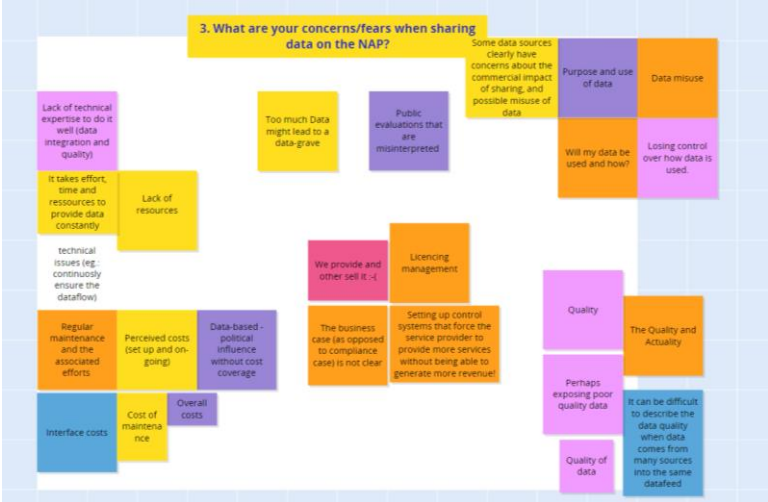 3. What are your concerns/fears when sharing
data on the NAP?
Some data sources
clearly have
concerns about the
commercial impact
of sharing, and
possible misuse of
data
Purpose and use
of data
Data misuse
Lack of technical
expertise to do it
well (data
integration and
quality)
Too much Data
might lead to a
data-grave
Public
evaluations that
are
misinterpreted
Will my data be
used and how?
Losing control
over how data is
used.
It takes effort,
time and
ressources to
provide data
constantly
Lack of
resources
technical
issues (eg.:
continuosly
ensure the
dataflow)
We provide and
other sell it :-(
Licencing
management
Regular
maintenance
and the
associated
efforts
Perceived costs
(set up and on-
going)
Data-based -
political
influence
without cost
coverage
The business
case (as opposed
to compliance
case) is not clear
Setting up control
systems that force the
service provider to
provide more services
without being able to
generate more revenue!
Quality
The Quality and
Actuality
Interface costs
Cost of
maintena
nce
Overall
costs
Perhaps
exposing poor
quality data
It can be difficult
to describe the
data quality
when data
comes from
many sources
into the same
datafeed
Quality of
data